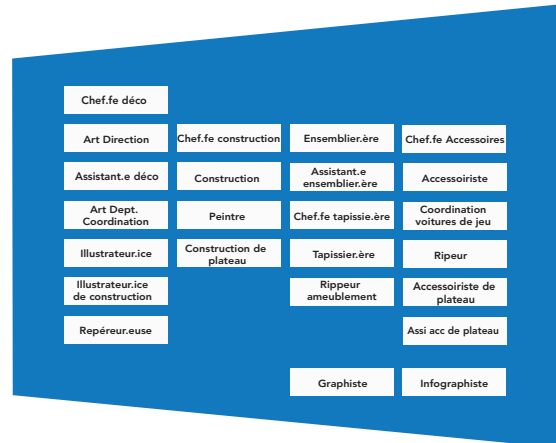 Chef.fe déco
Art Direction
Chef.fe construction
Ensemblier.ère
Chef.fe Accessoires
Assistant.e déco
Construction
Assistant.e
ensemblier.ère
Accessoiriste
Art Dept.
Coordination
Peintre
Chef.fe tapissie.ère
Coordination
voitures de jeu
Illustrateur.ice
Construction de
plateau
Tapissier.ère
Ripeur
Illustrateur.ice
de construction
Rippeur
ameublement
Accessoiriste de
plateau
Repéreur.euse
Assi acc de plateau
Graphiste
Infographiste